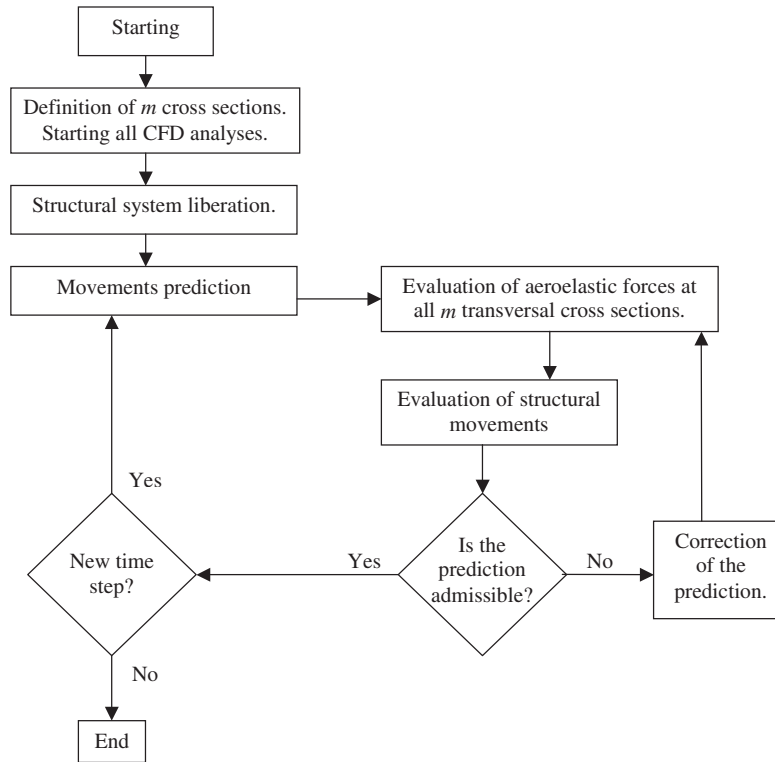 Starting
Definition of m cross sections.
Starting all CFD analyses.
Structural system liberation.
Movements prediction
Evaluation of aeroelastic forces at
all m transversal cross sections.
Evaluation of structural
movements
Is the
prediction
admissible?
No
Correction
of the
prediction.
Yes
New time
step?
Yes
No
End